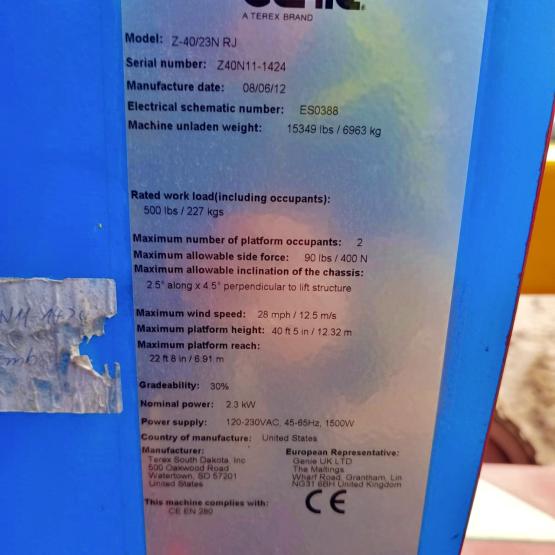 Genie.
A TEREX BRAND
Model: Z-40/23N RJ
Serial number: Z40N11-1424
Manufacture date: 08/06/12
Electrical schematic number: ES0388
Machine unladen weight: 15349 lbs / 6963 kg
Rated work load(including occupants):
500 lbs / 227 kgs
Maximum number of platform occupants: 2
Maximum allowable side force: 90 lbs / 400 N
Maximum allowable inclination of the chassis:
2.5° along x 4.5° perpendicular to lift structure
Maximum wind speed: 28 mph / 12.5 m/s
Maximum platform height: 40 ft 5 in / 12.32 m
Maximum platform reach:
22 ft 8 in / 6.91 m
Gradeability: 30%
Nominal power: 2.3 kW
Power supply: 120-230VAC, 45-65Hz, 1500W
Country of manufacture: United States
Manufacturer:
Terex South Dakota, Inc
500 Oakwood Road
Watertown, SD 57201
United States
European Representative:
Genie UK LTD
The Maltings
Wharf Road, Grantham, Lin
NG31 6BH United Kingdom
This machine complies with:
CE EN 280
CE